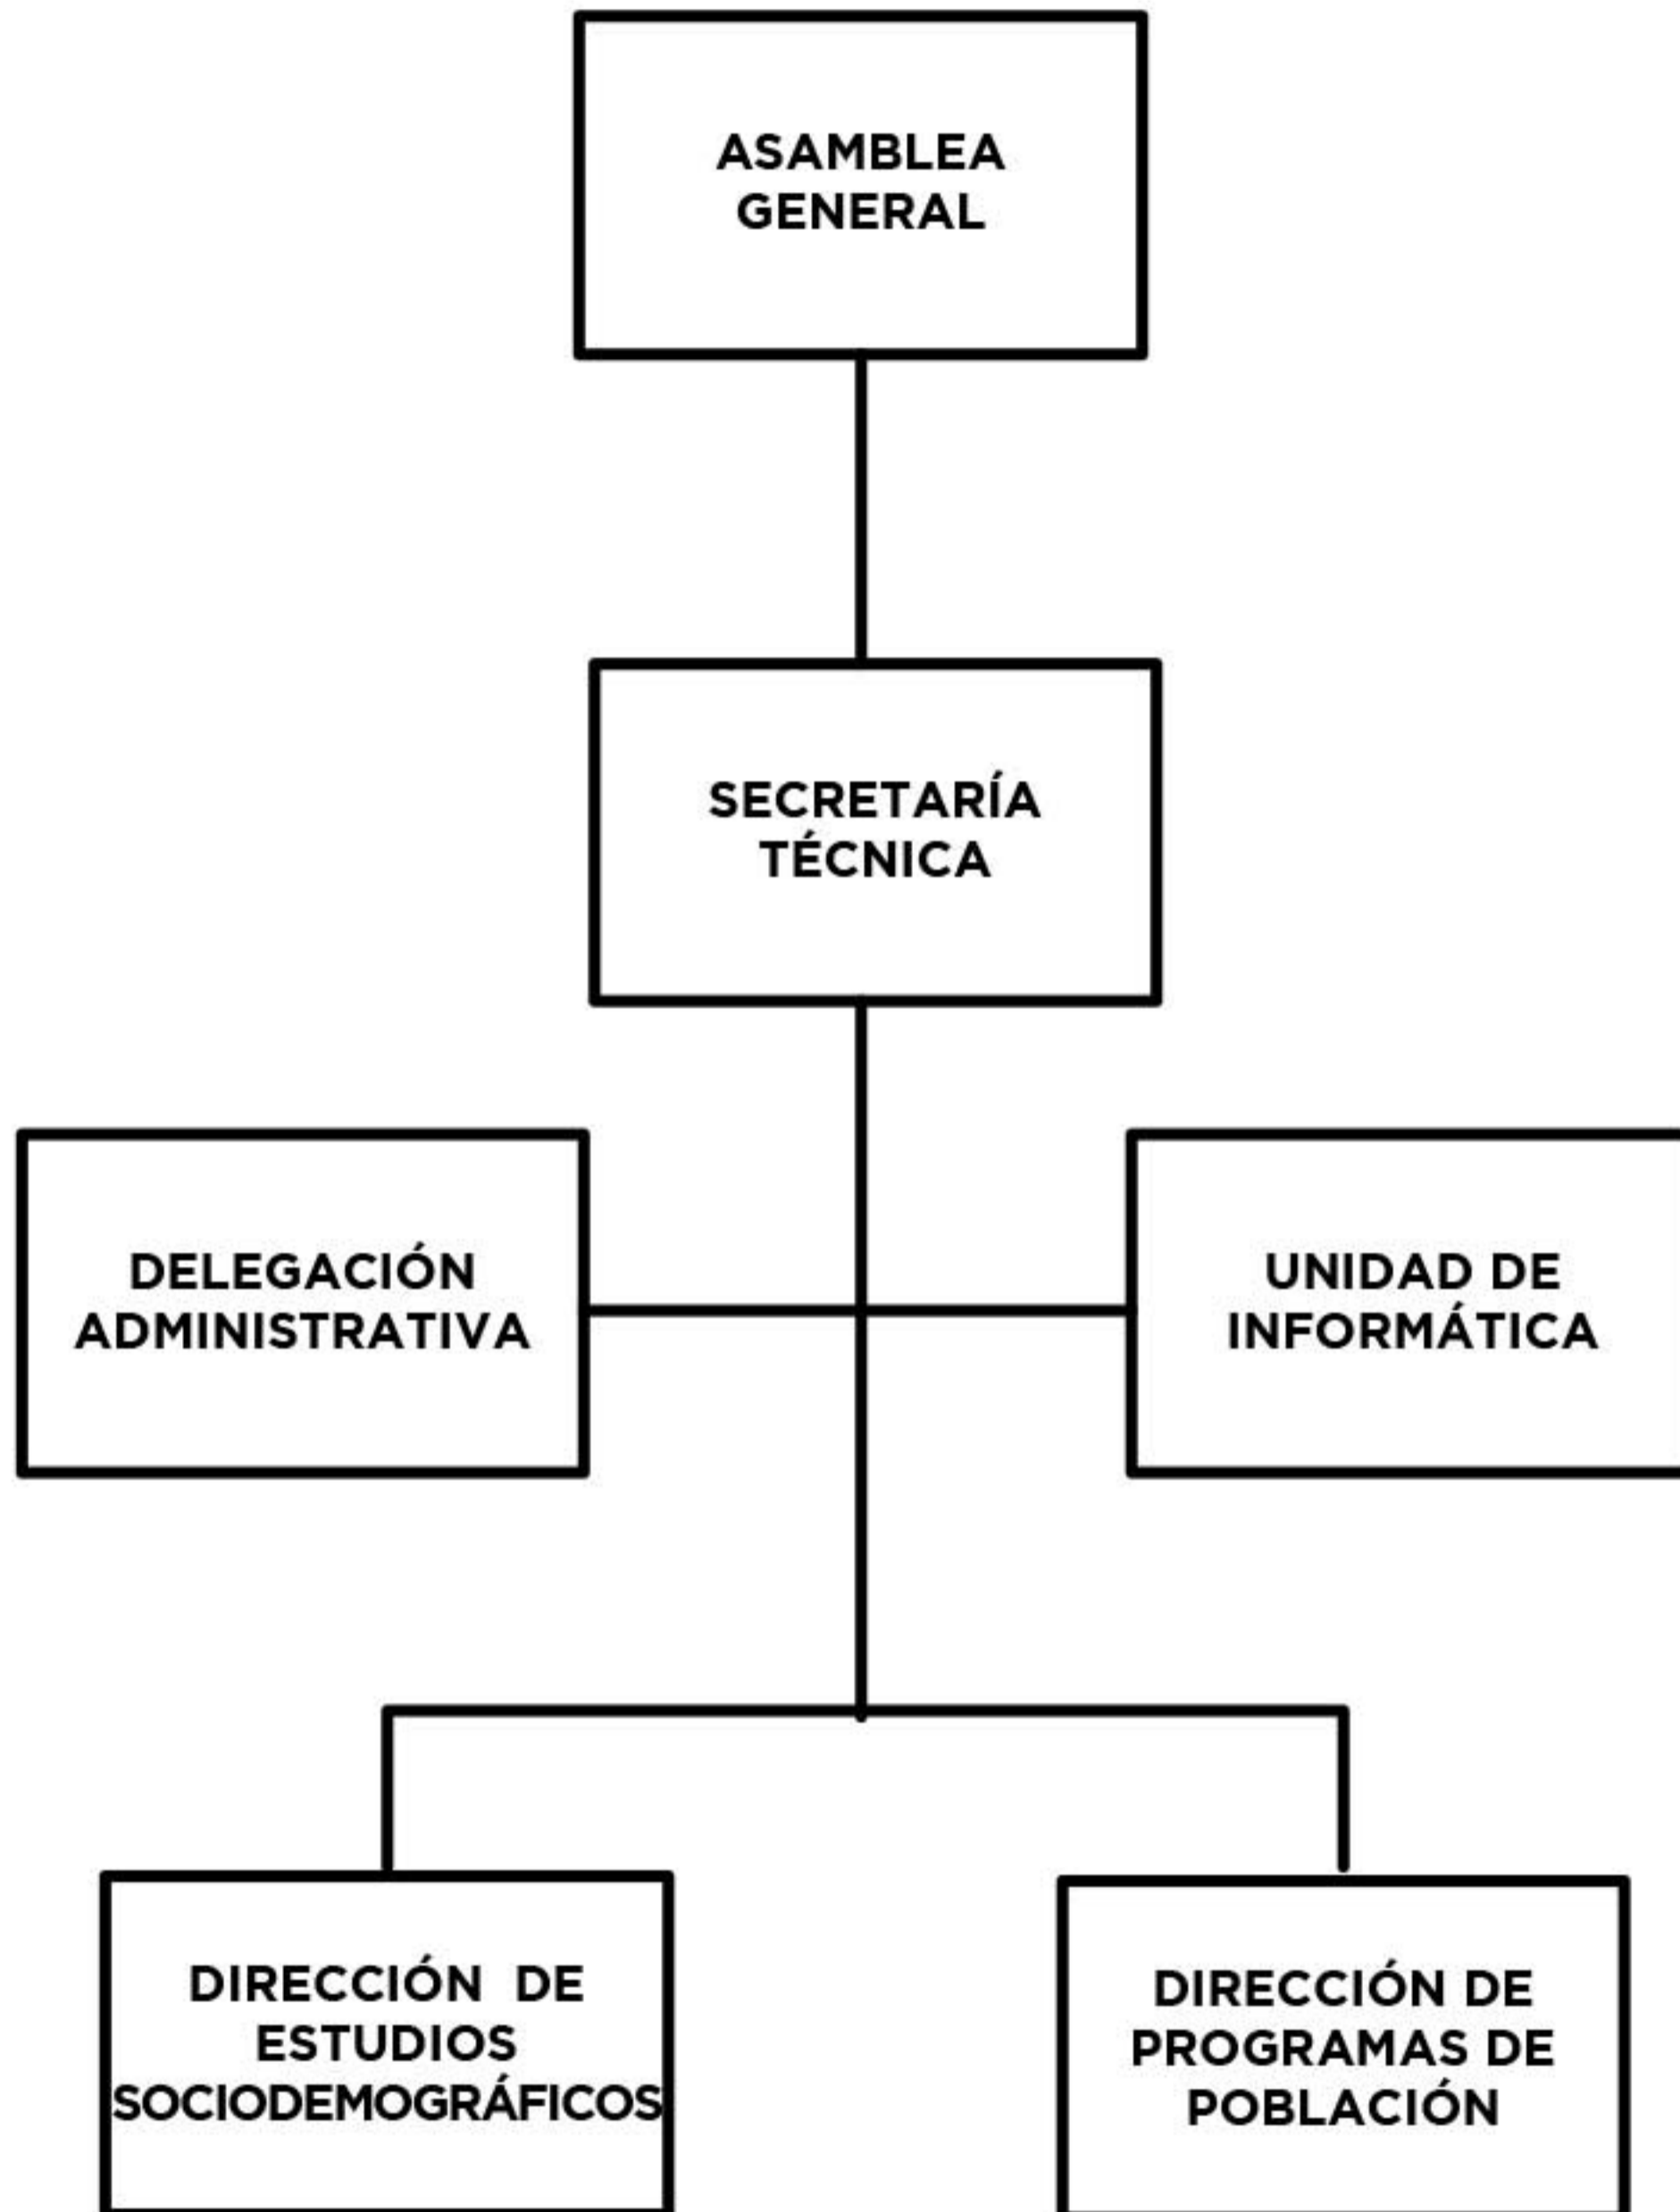 ASAMBLEA
GENERAL
SECRETARÍA
TÉCNICA
DELEGACIÓN
ADMINISTRATIVA
UNIDAD DE
INFORMÁTICA
DIRECCIÓN DE
ESTUDIOS
SOCIODEMOGRÁFICOS
DIRECCIÓN DE
PROGRAMAS DE
POBLACIÓN